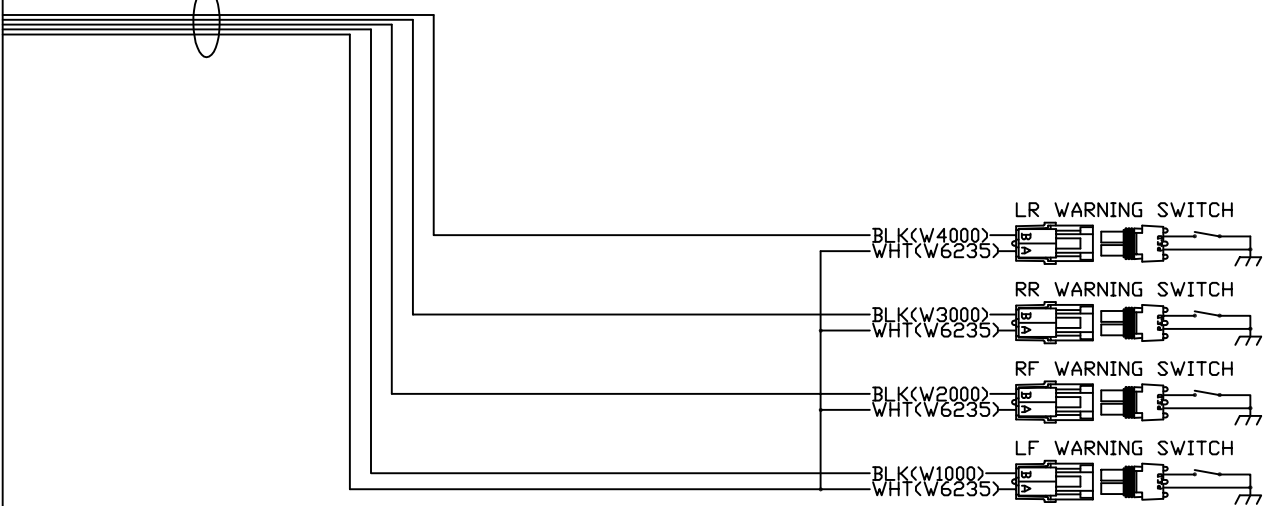 LR WARNING SWITCH
BLK(W4000)
B
WHT(W6235)
A
RR WARNING SWITCH
BLK(W3000)
B
WHT(W6235)
A
RF WARNING SWITCH
BLK(W2000)
B
WHT(W6235)
A
LF WARNING SWITCH
BLK(W1000)
B
WHT(W6235)
A